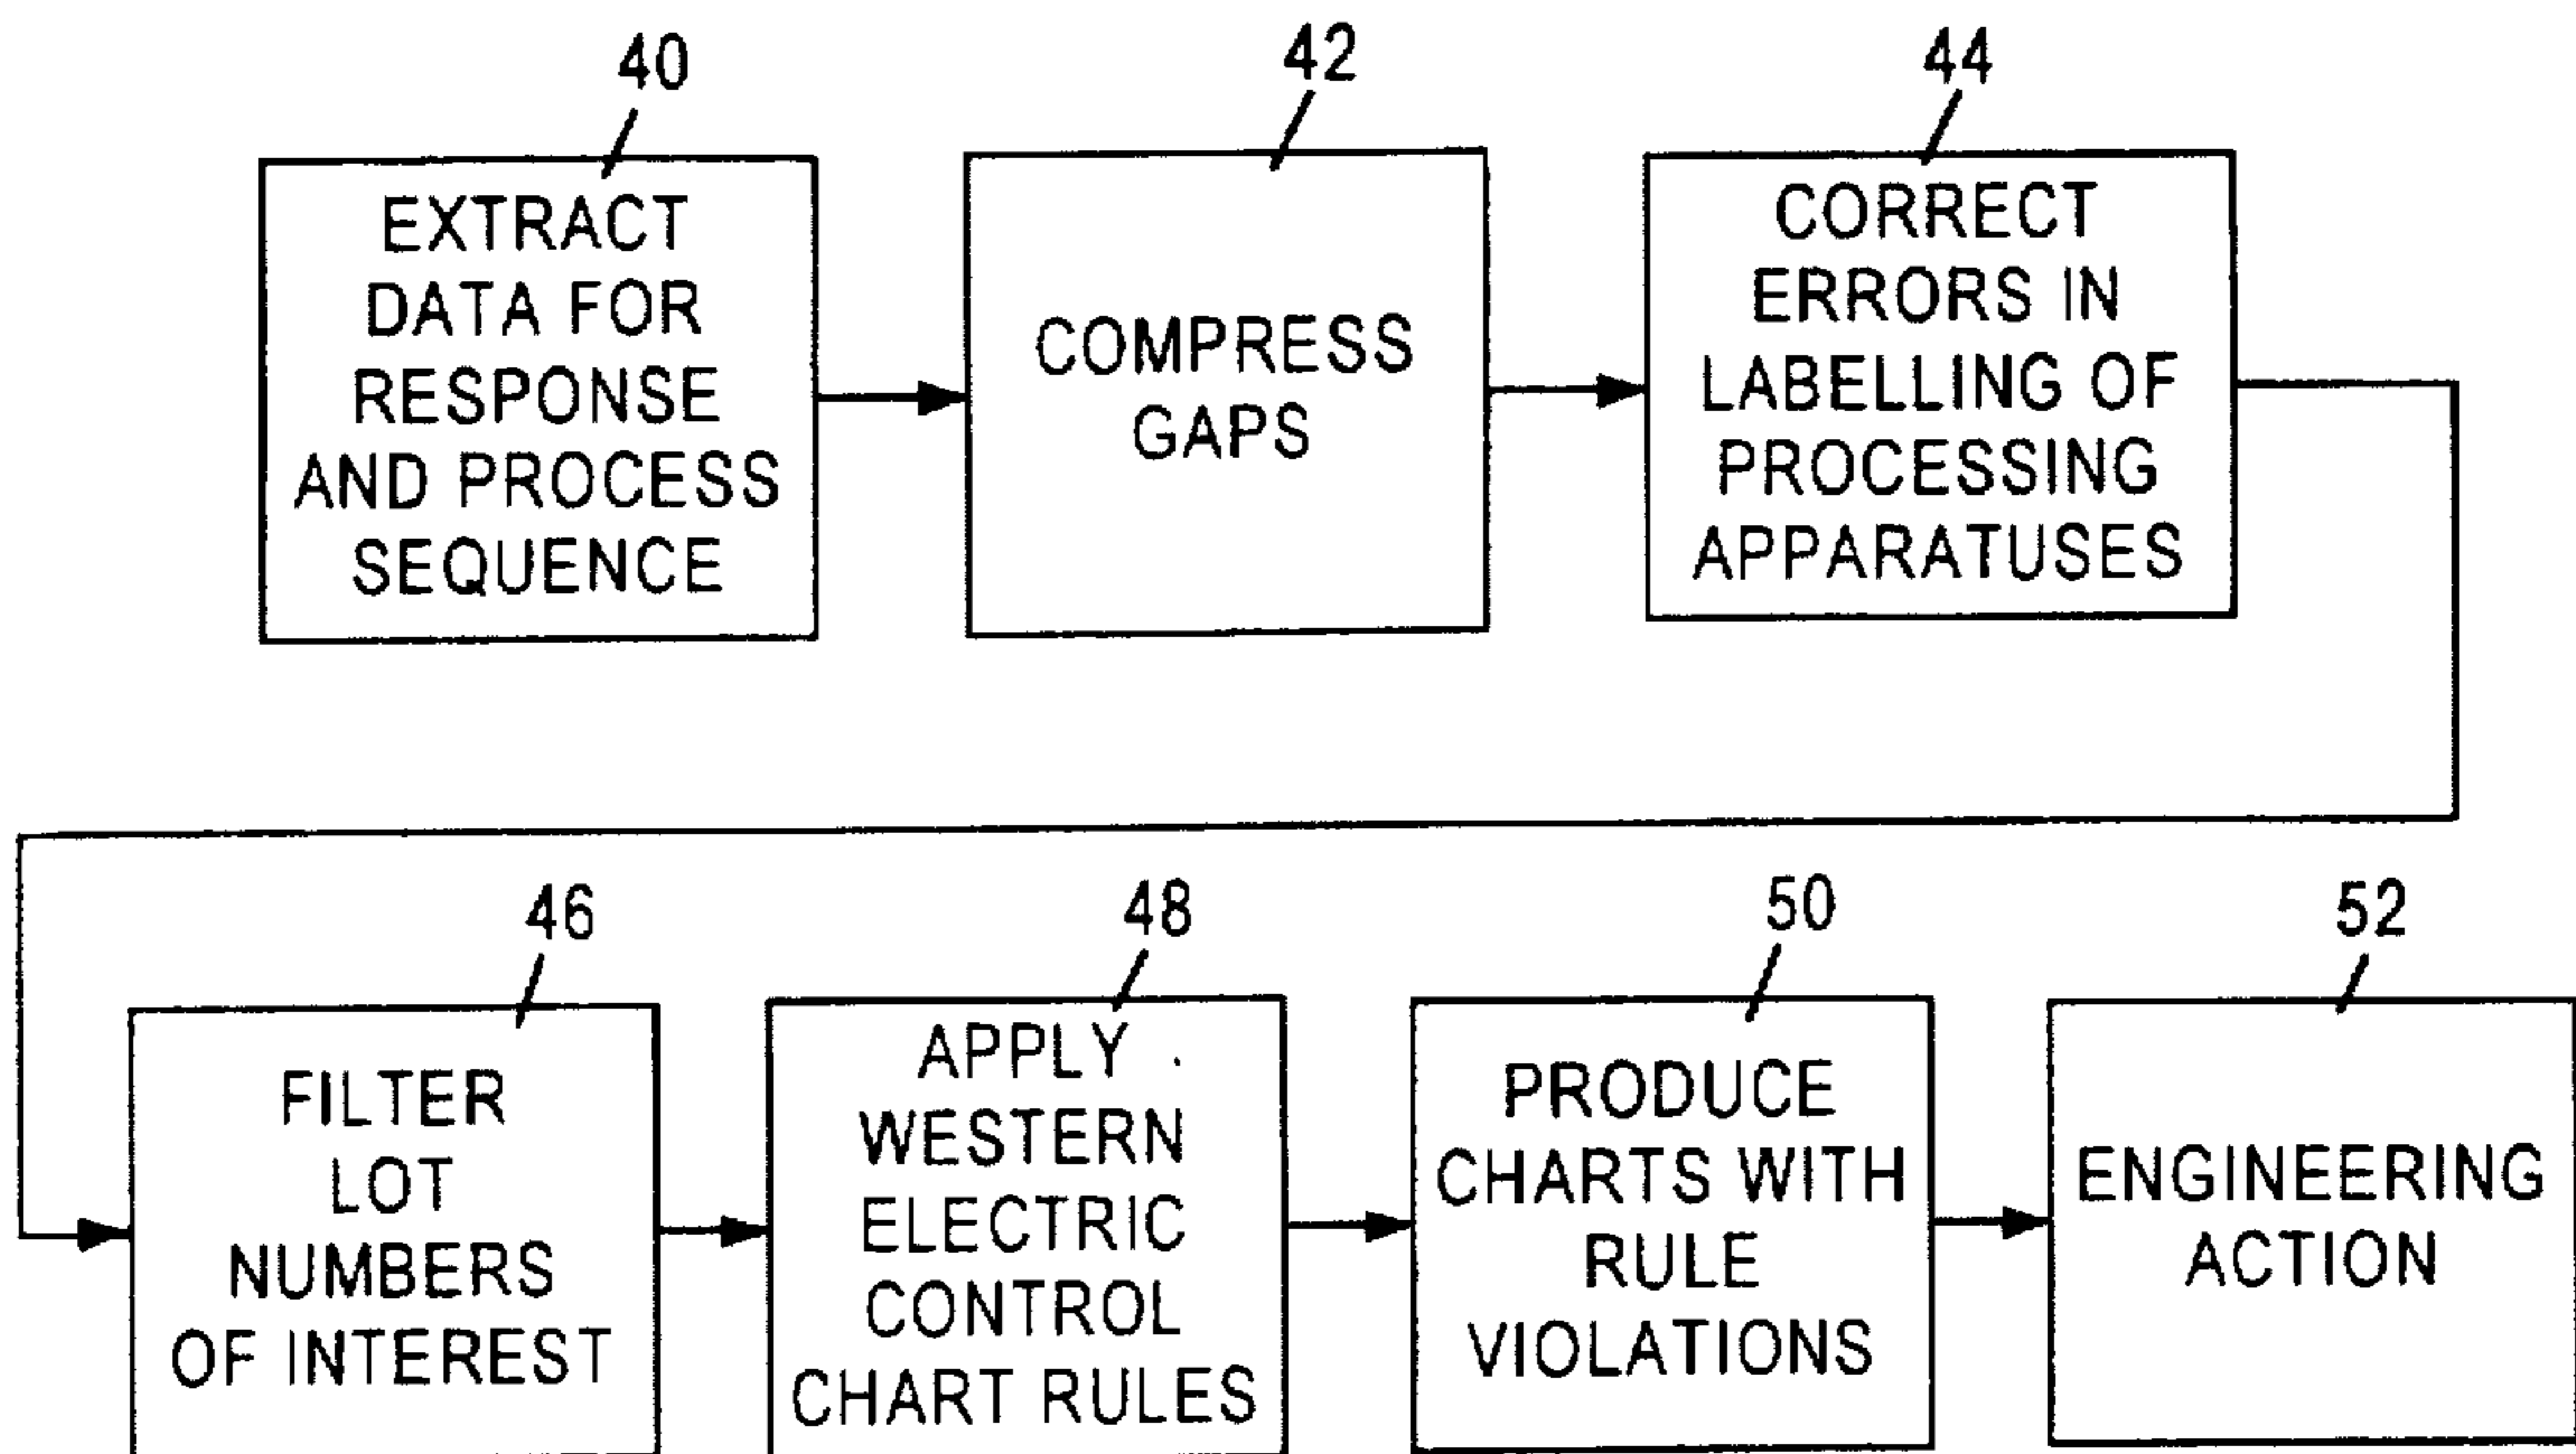 40
EXTRACT
DATA FOR
RESPONSE
AND PROCESS
SEQUENCE
42
COMPRESS
GAPS
44
CORRECT
ERRORS IN
LABELLING OF
PROCESSING
APPARATUSES
46
FILTER
LOT
NUMBERS
OF INTEREST
48
APPLY
WESTERN
ELECTRIC
CONTROL
CHART RULES
50
PRODUCE
CHARTS WITH
RULE
VIOLATIONS
52
ENGINEERING
ACTION